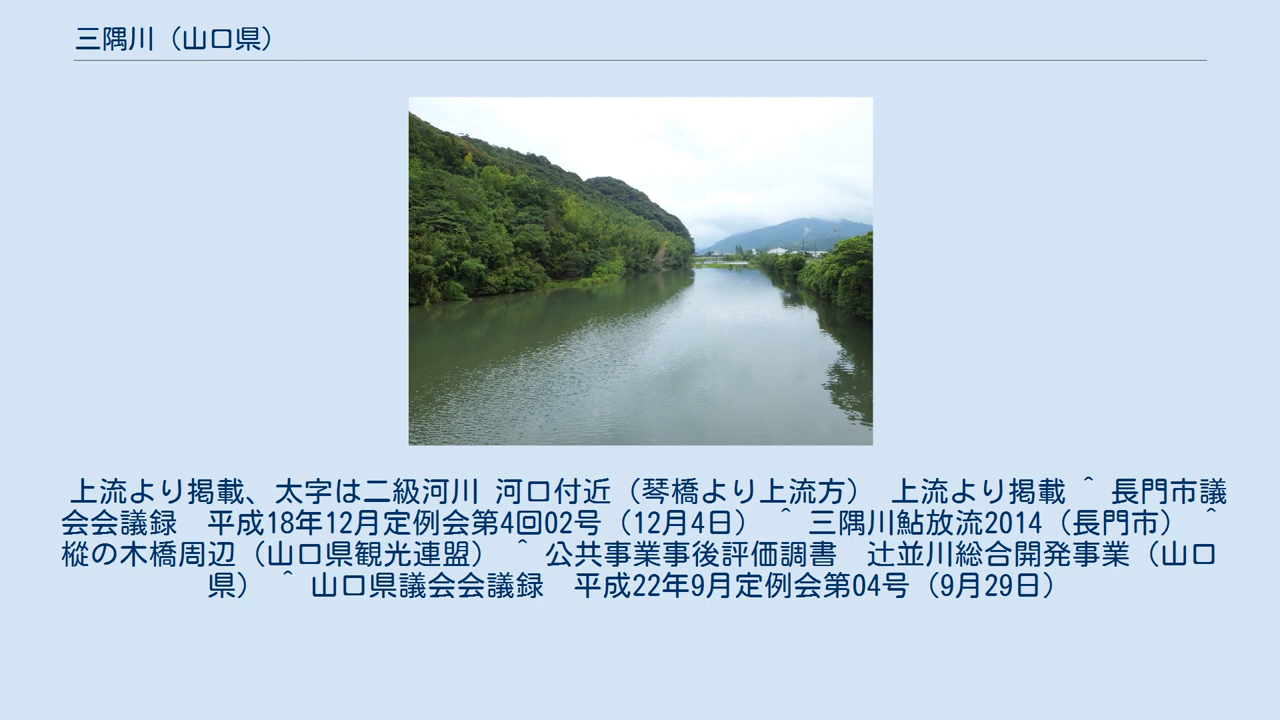 三隅川（山口県）
上流より掲載、太字は二級河川 河口付近（琴橋より上流方） 上流より掲載 ^ 長門市議
会会議録　平成18年12月定例会第4回02号（12月4日） ^ 三隅川鮎放流2014（長門市） ^
樅の木橋周辺（山口県観光連盟） ^ 公共事業事後評価調書　辻並川総合開発事業（山口
県） ^ 山口県議会会議録　平成22年9月定例会第04号（9月29日）